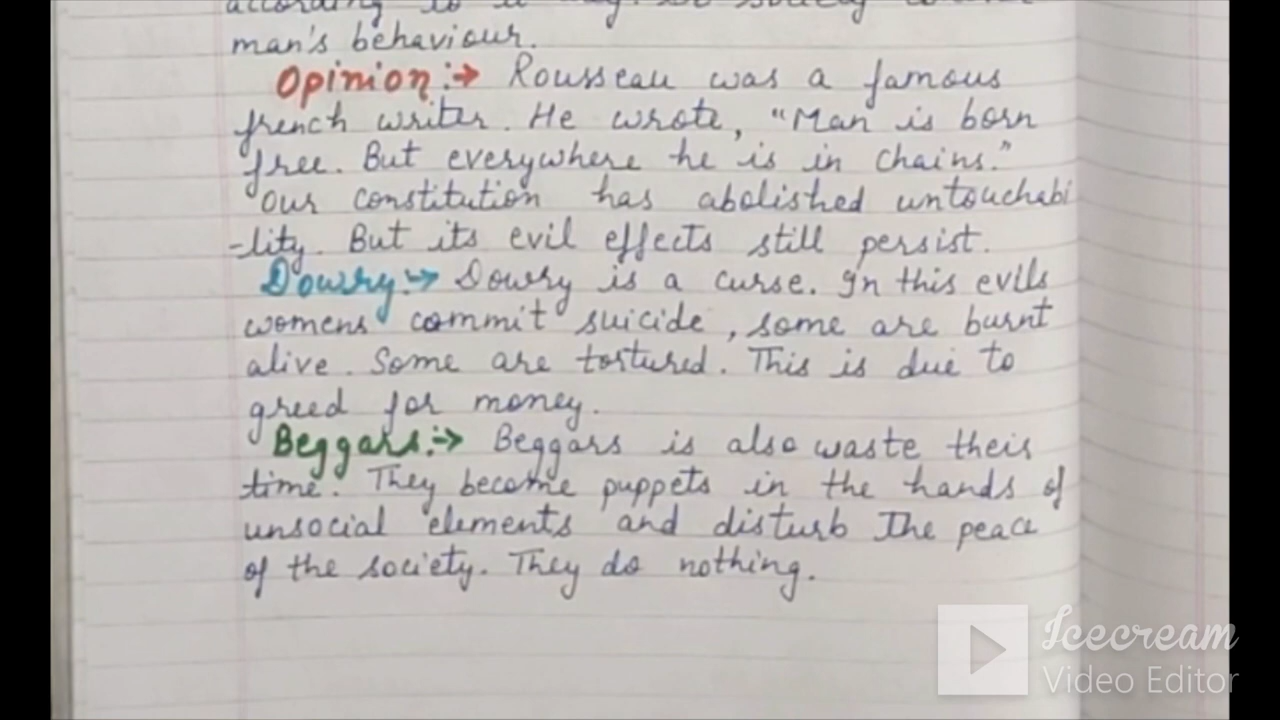 according to it
man's behaviour.
Opinion:→ Rousseau was a famous
french writer. He wrote, "Man is born
free. But everywhere he is in chains."
Our constitution has abolished untouchabi
-lity. But its evil effects still persist.
Dowry:→ Dowry is a curse. In this evils
womens commit suicide, some are burnt
alive. Some are tortured. This is due to
greed for money.
Beggars:→ Beggars is also waste their
time. They become puppets in the hands of
unsocial elements and disturb The peace
of the society. They do nothing.
Icecream
Video Editor